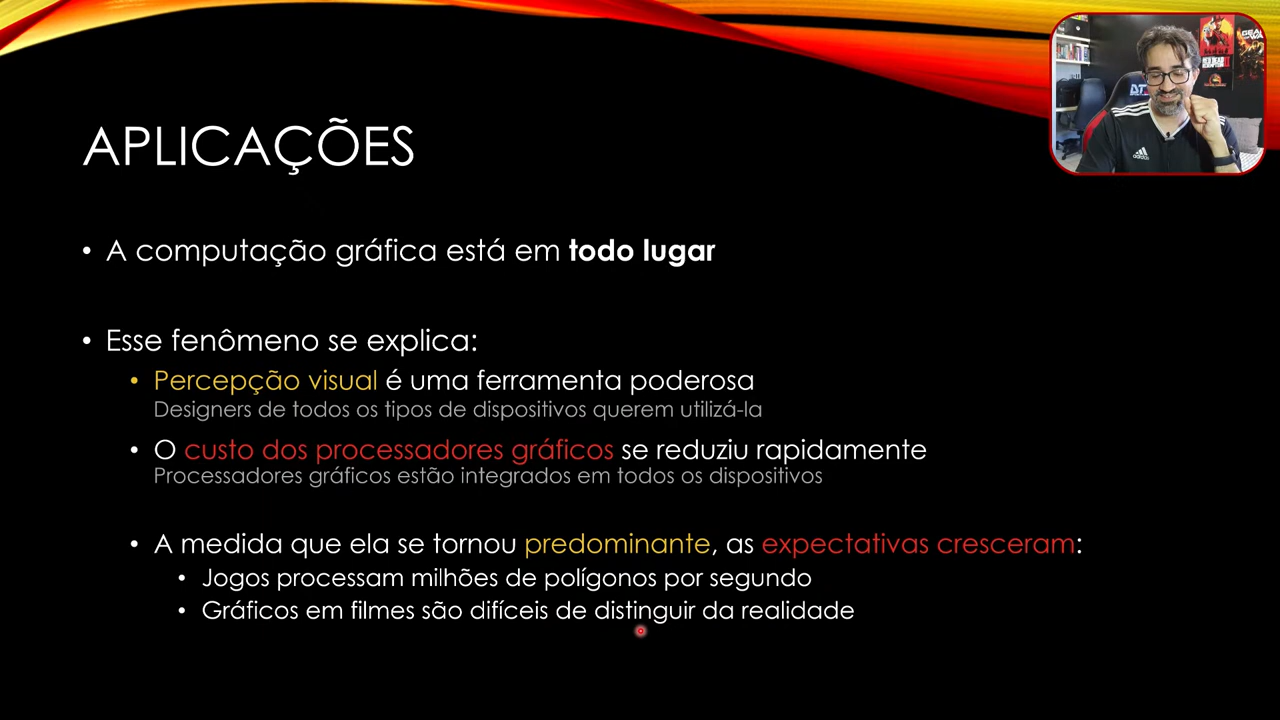 APLICAÇÕES
• A computação gráfica está em todo lugar
• Esse fenômeno se explica:
• Percepção visual é uma ferramenta poderosa
Designers de todos os tipos de dispositivos querem utilizá-la
• O custo dos processadores gráficos se reduziu rapidamente
Processadores gráficos estão integrados em todos os dispositivos
• A medida que ela se tornou predominante, as expectativas cresceram:
• Jogos processam milhões de polígonos por segundo
• Gráficos em filmes são difíceis de distinguir da realidade
adidas